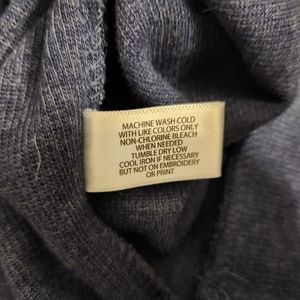 MACHINE WASH COLD
WITH LIKE COLORS ONLY
NON-CHLORINE BLEACH
WHEN NEEDED
TUMBLE DRY LOW
COOL IRON IF NECESSARY
BUT NOT ON EMBROIDERY
OR PRINT